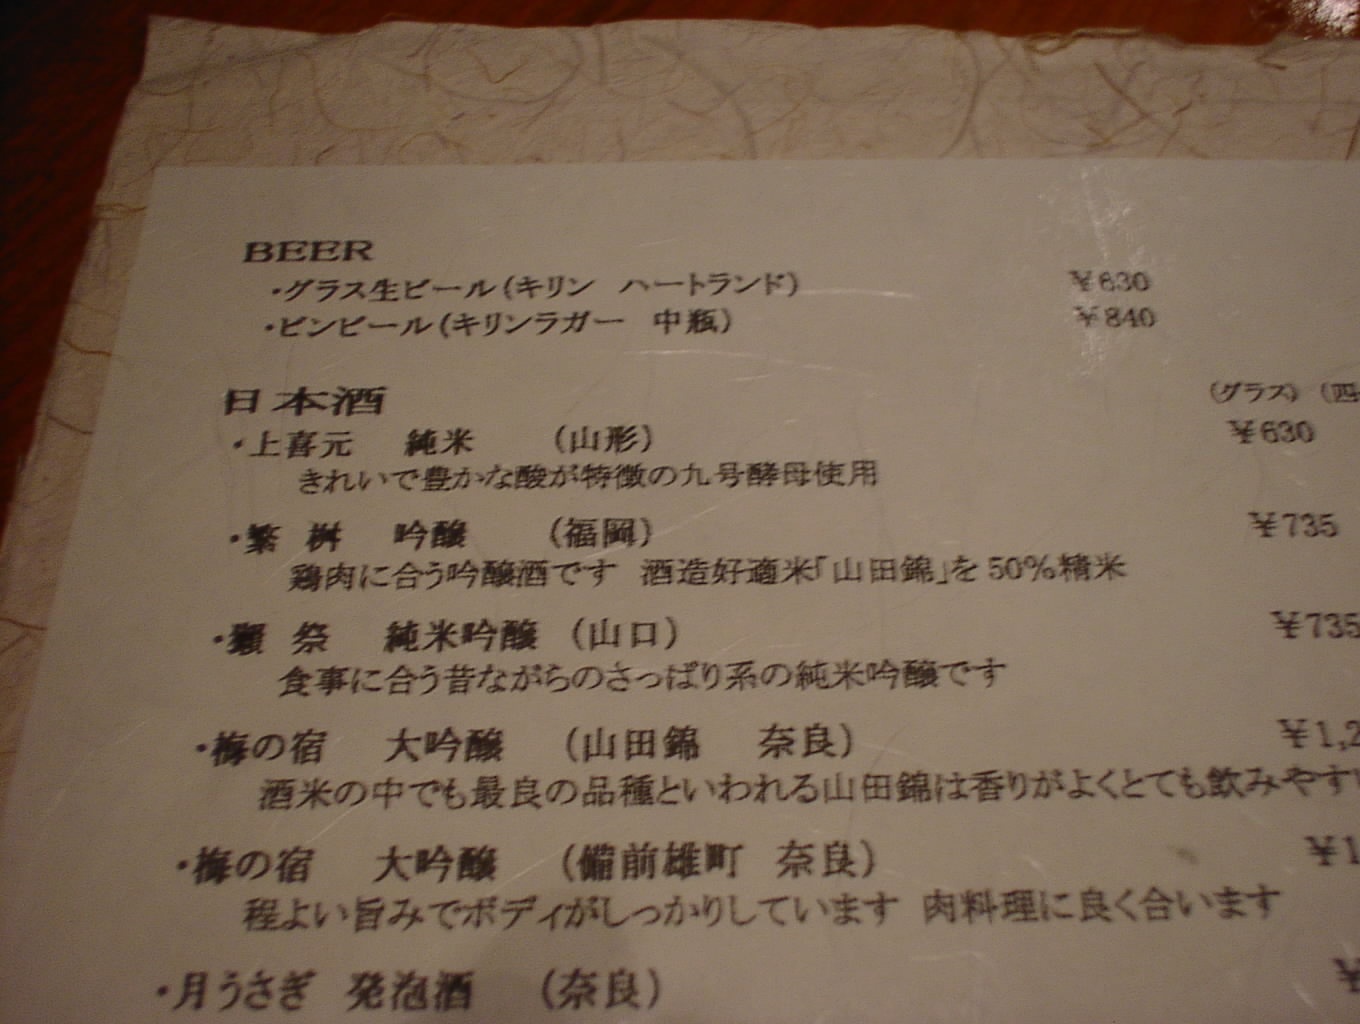 BEER
・グラス生ビール(キリン ハートランド) ¥630
・ビンビール(キリンラガー 中瓶) ¥840
日本酒 (グラス) (四
・上喜元 純米 (山形) ¥630
きれいで豊かな酸が特徴の九号酵母使用
・繁 桝 吟醸 (福岡) ¥735
鶏肉に合う吟醸酒です 酒造好適米「山田錦」を 50%精米
・獺 祭 純米吟醸 (山口) ¥735
食事に合う昔ながらのさっぱり系の純米吟醸です
・梅の宿 大吟醸 (山田錦 奈良) ¥1,2
酒米の中でも最良の品種といわれる山田錦は香りがよくとても飲みやす
・梅の宿 大吟醸 (備前雄町 奈良) ¥1
程よい旨みでボディがしっかりしています 肉料理に良く合います
・月うさぎ 発泡酒 (奈良) ¥